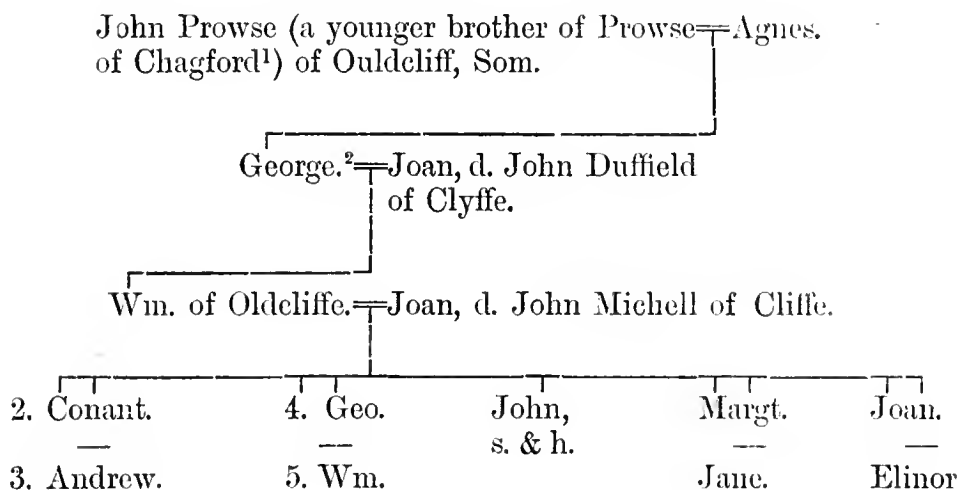 John Prowse (a younger brother of Prowse=Agnes.
of Chagford¹) of Ouldcliff, Som.
George.²=Joan, d. John Duffield
of Clyffe.
Wm. of Oldcliffe.=Joan, d. John Michell of Cliffe.
2. Conant. 4. Geo. John, Margt. Joan.
— — s. & h. — —
3. Andrew. 5. Wm. Jane. Elinor